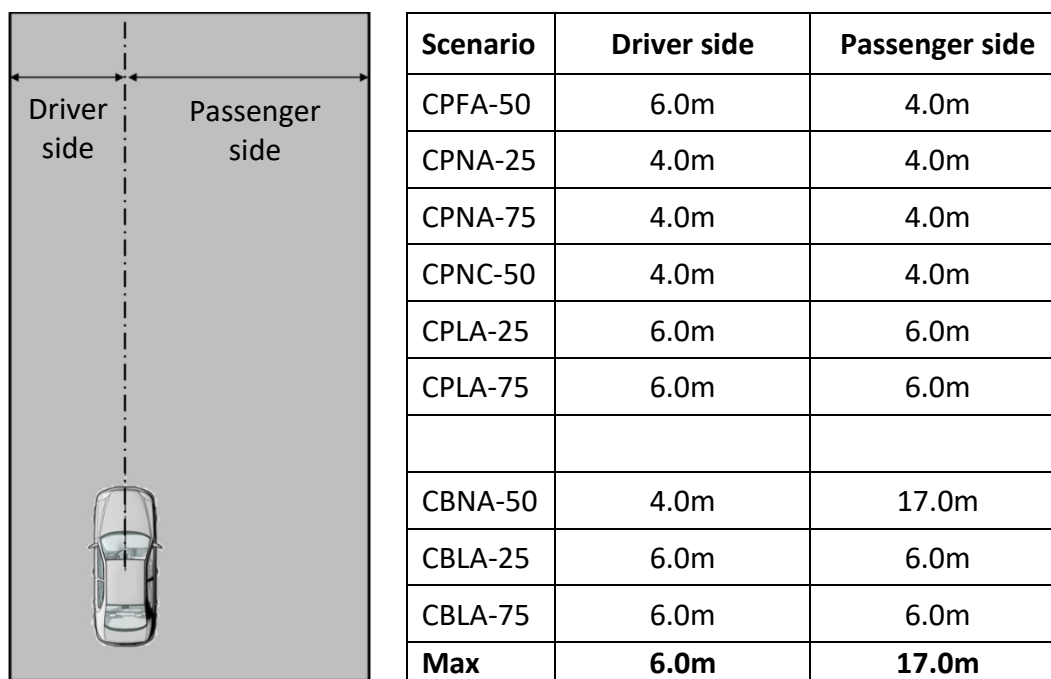 Driver
side
Passenger
side
Scenario Driver side Passenger side
CPFA-50 6.0m 4.0m
CPNA-25 4.0m 4.0m
CPNA-75 4.0m 4.0m
CPNC-50 4.0m 4.0m
CPLA-25 6.0m 6.0m
CPLA-75 6.0m 6.0m
CBNA-50 4.0m 17.0m
CBLA-25 6.0m 6.0m
CBLA-75 6.0m 6.0m
Max 6.0m 17.0m